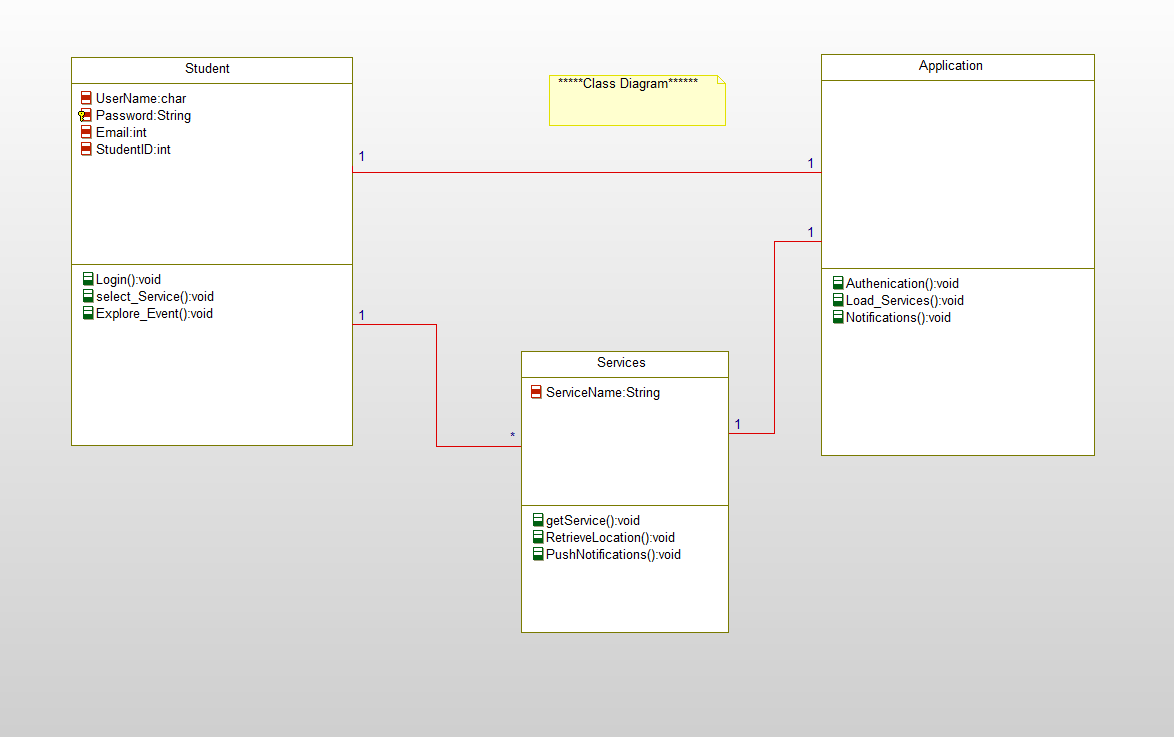 Student
UserName:char
Password:String
Email:int
StudentID:int
Login():void
select_Service():void
Explore_Event():void
*****Class Diagram******
Application
Authenication():void
Load_Services():void
Notifications():void
1
1
1
1
*
1
Services
ServiceName:String
getService():void
RetrieveLocation():void
PushNotifications():void